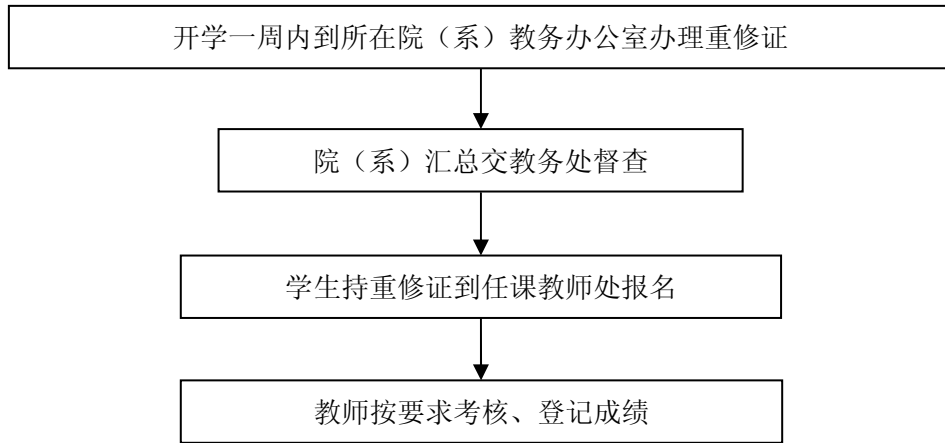 开学一周内到所在院（系）教务办公室办理重修证
院（系）汇总交教务处督查
学生持重修证到任课教师处报名
教师按要求考核、登记成绩